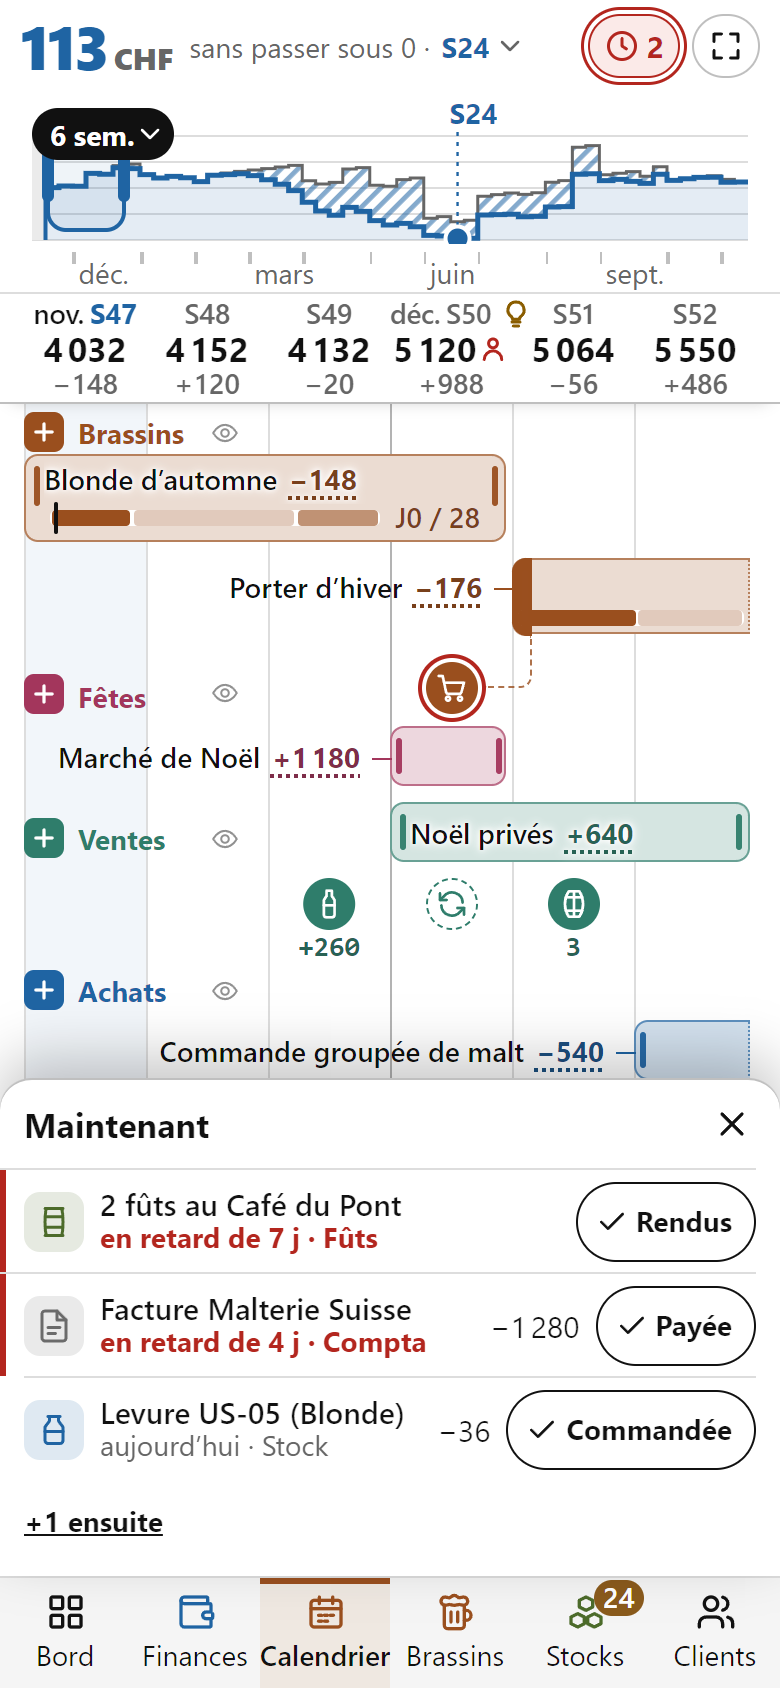 113 CHF sans passer sous 0 · S24
2
S24
6 sem.
déc. mars juin sept.
nov. S47 S48 S49 déc. S50 S51 S52
4 032 4 152 4 132 5 120 5 064 5 550
−148 +120 −20 +988 −56 +486
Brassins
Blonde d’automne −148
J0 / 28
Porter d’hiver −176
Fêtes
Marché de Noël +1 180
Ventes
Noël privés +640
+260 3
Achats
Commande groupée de malt −540
Maintenant
2 fûts au Café du Pont
en retard de 7 j · Fûts
Rendus
Facture Malterie Suisse
en retard de 4 j · Compta
−1 280
Payée
Levure US-05 (Blonde)
aujourd’hui · Stock
−36
Commandée
+1 ensuite
24
Bord Finances Calendrier Brassins Stocks Clients